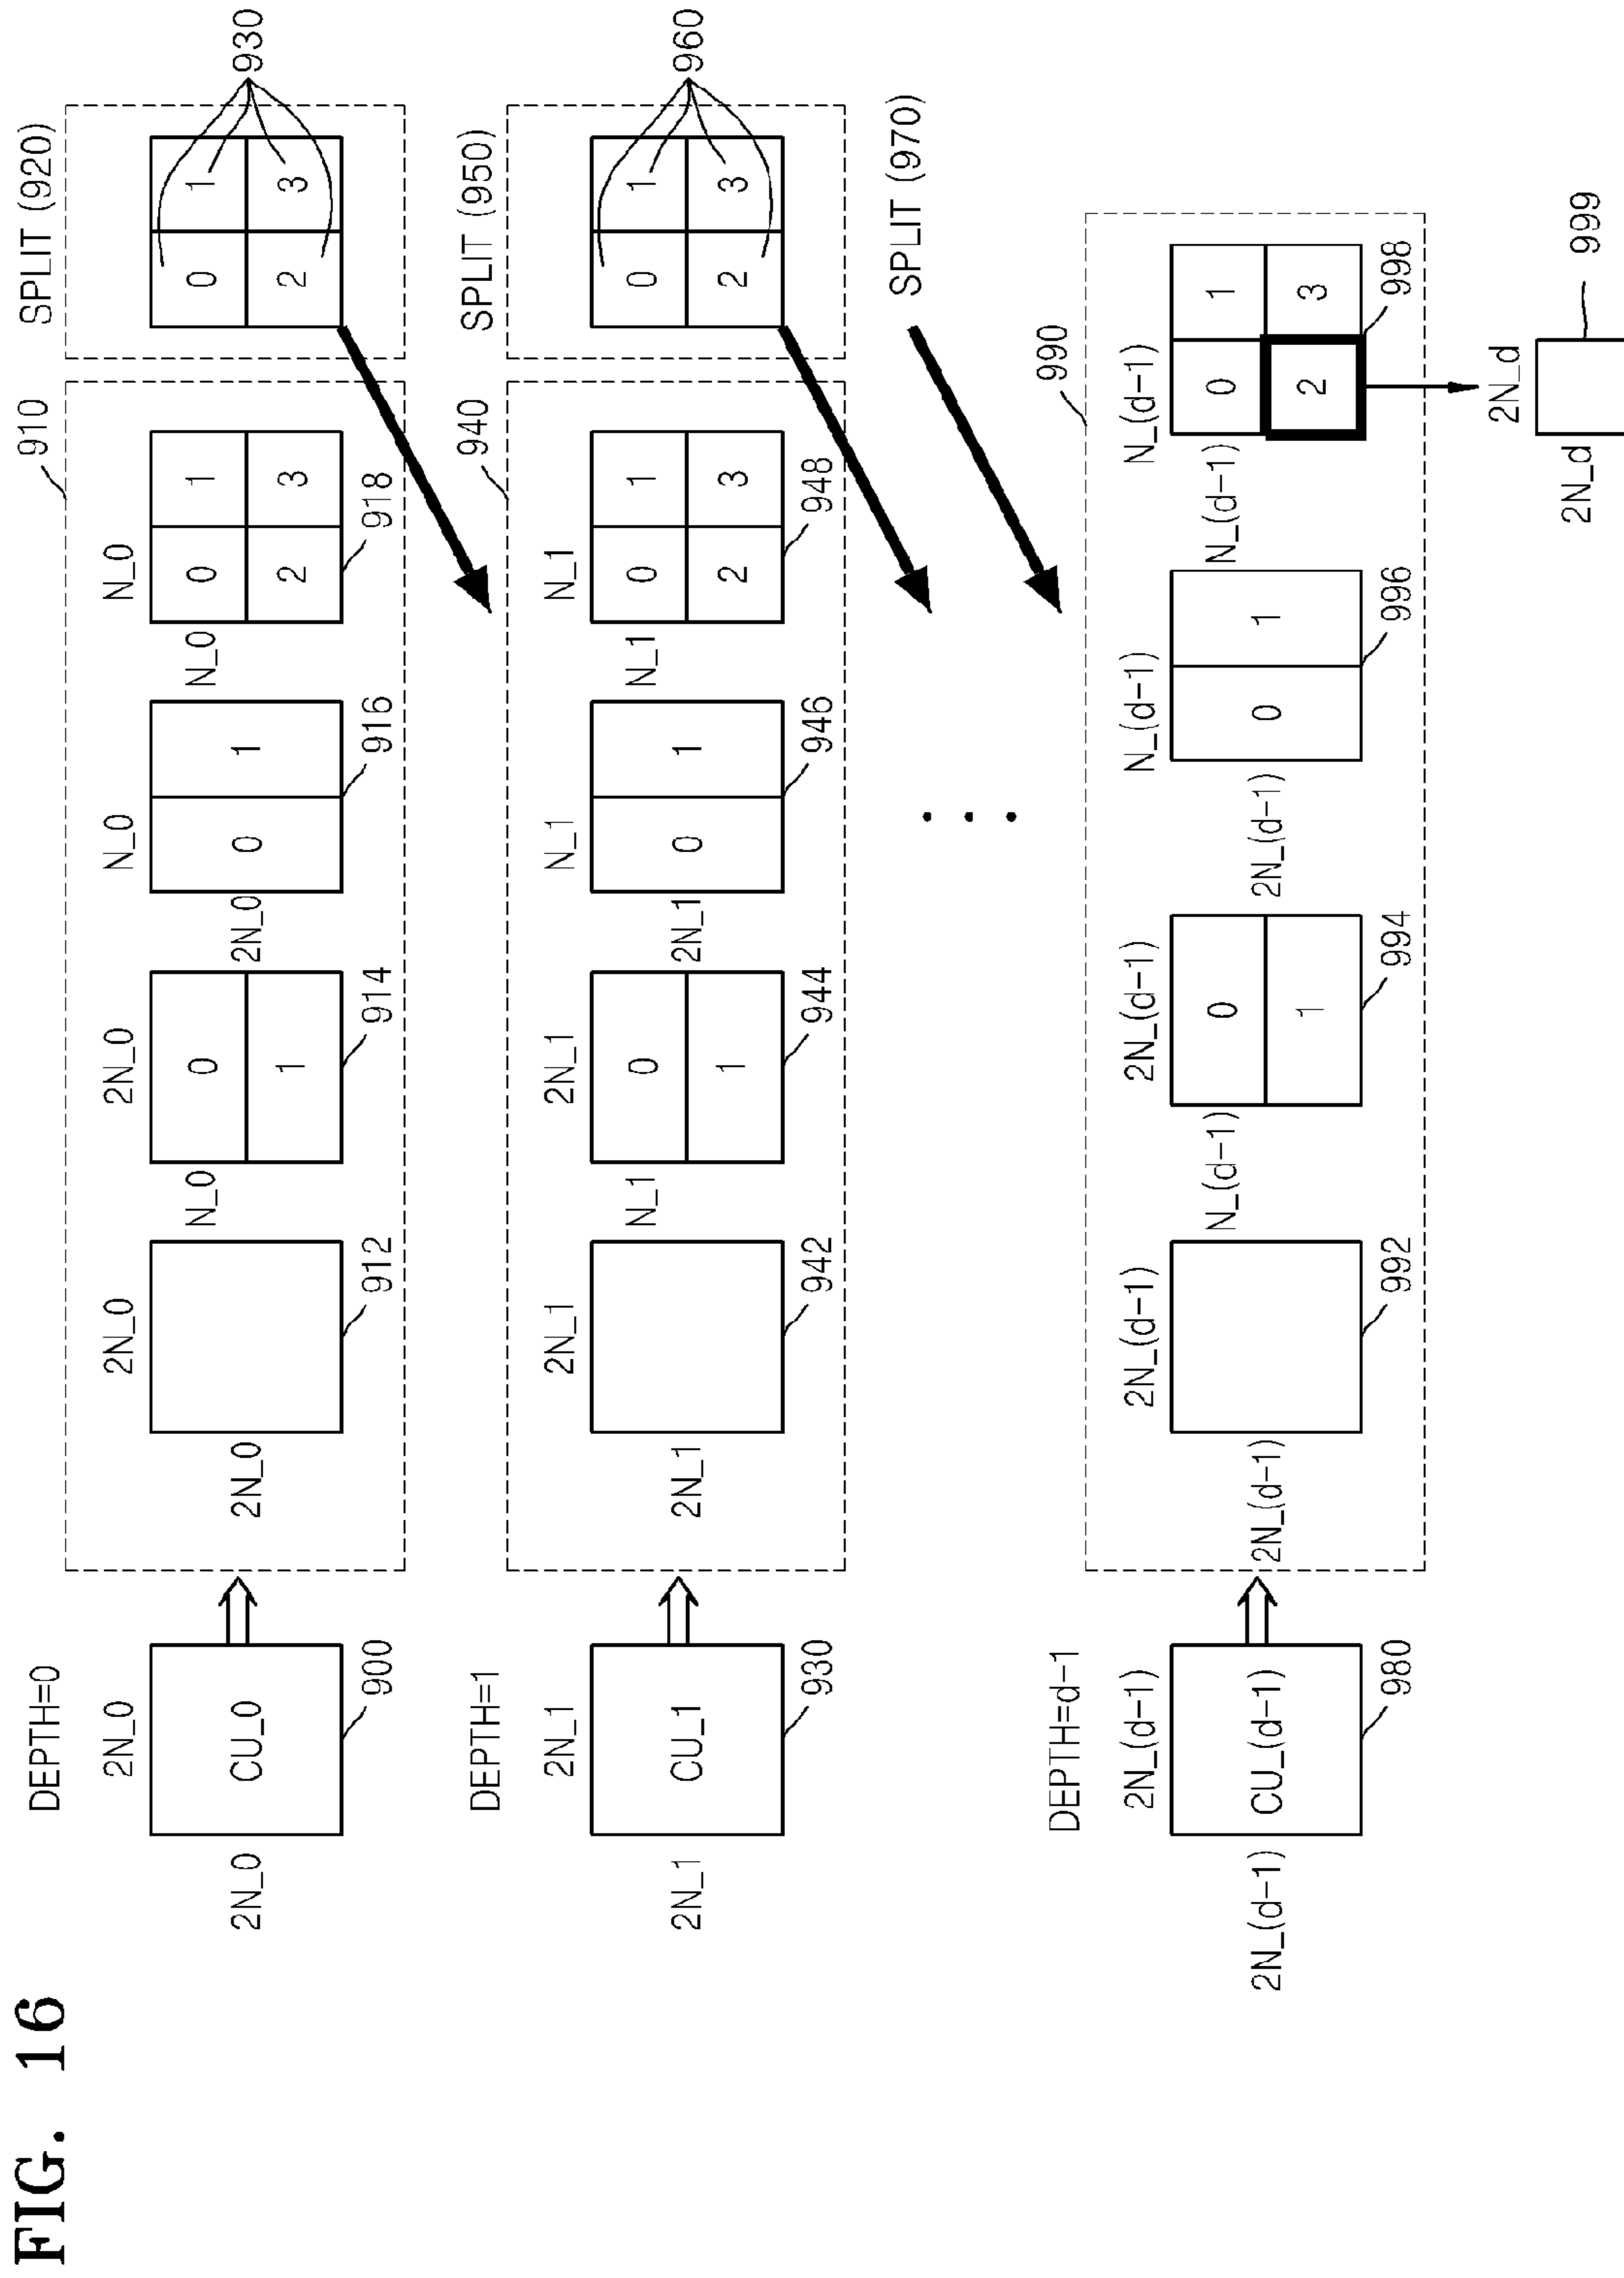 FIG. 16
DEPTH=0
2N_0
2N_0
CU_0
900
910
2N_0
2N_0
912
2N_0
N_0
0
1
914
N_0
2N_0
0
1
916
N_0
N_0
0
1
2
3
918
SPLIT (920)
0
1
2
3
930
DEPTH=1
2N_1
2N_1
CU_1
930
940
2N_1
2N_1
942
2N_1
N_1
0
1
944
N_1
2N_1
0
1
946
N_1
N_1
0
1
2
3
948
SPLIT (950)
0
1
2
3
960
SPLIT (970)
DEPTH=d-1
2N_(d-1)
2N_(d-1)
CU_(d-1)
980
990
2N_(d-1)
2N_(d-1)
992
2N_(d-1)
N_(d-1)
0
1
994
N_(d-1)
2N_(d-1)
0
1
996
N_(d-1)
N_(d-1)
0
1
2
3
998
2N_d
2N_d
999